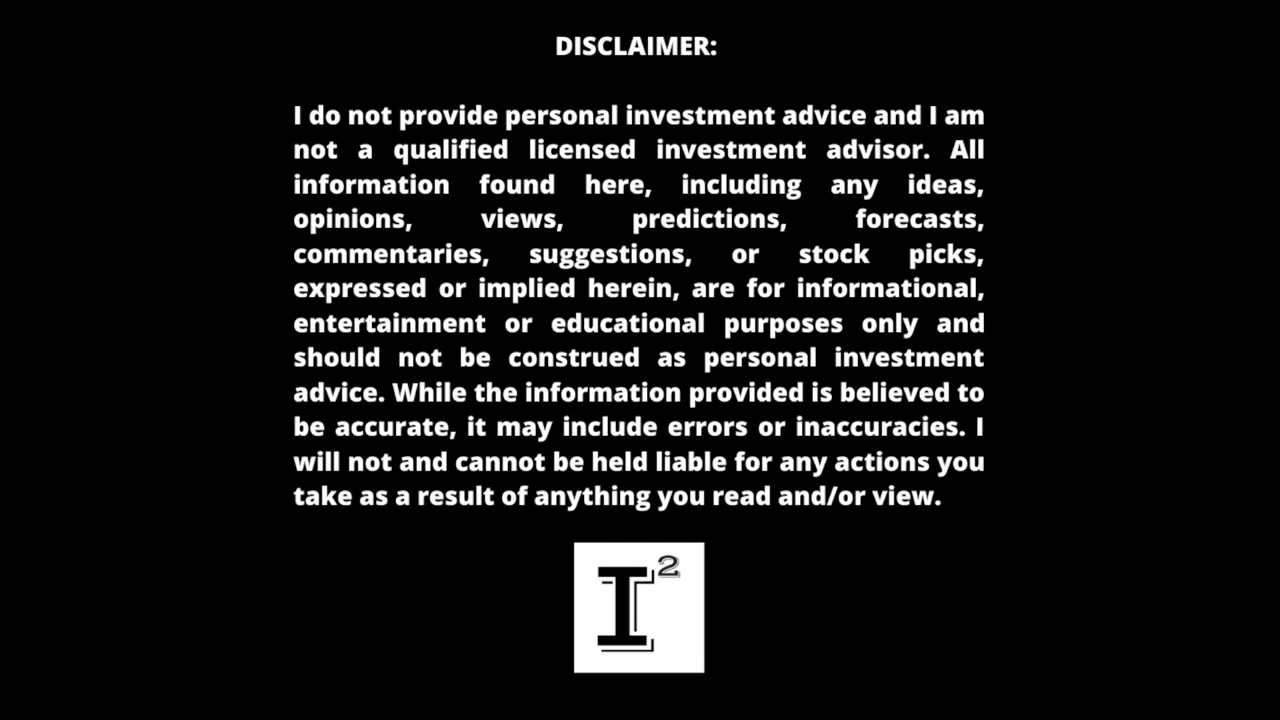 DISCLAIMER:
I do not provide personal investment advice and I am
not a qualified licensed investment advisor. All
information found here, including any ideas,
opinions, views, predictions, forecasts,
commentaries, suggestions, or stock picks,
expressed or implied herein, are for informational,
entertainment or educational purposes only and
should not be construed as personal investment
advice. While the information provided is believed to
be accurate, it may include errors or inaccuracies. I
will not and cannot be held liable for any actions you
take as a result of anything you read and/or view.
I²